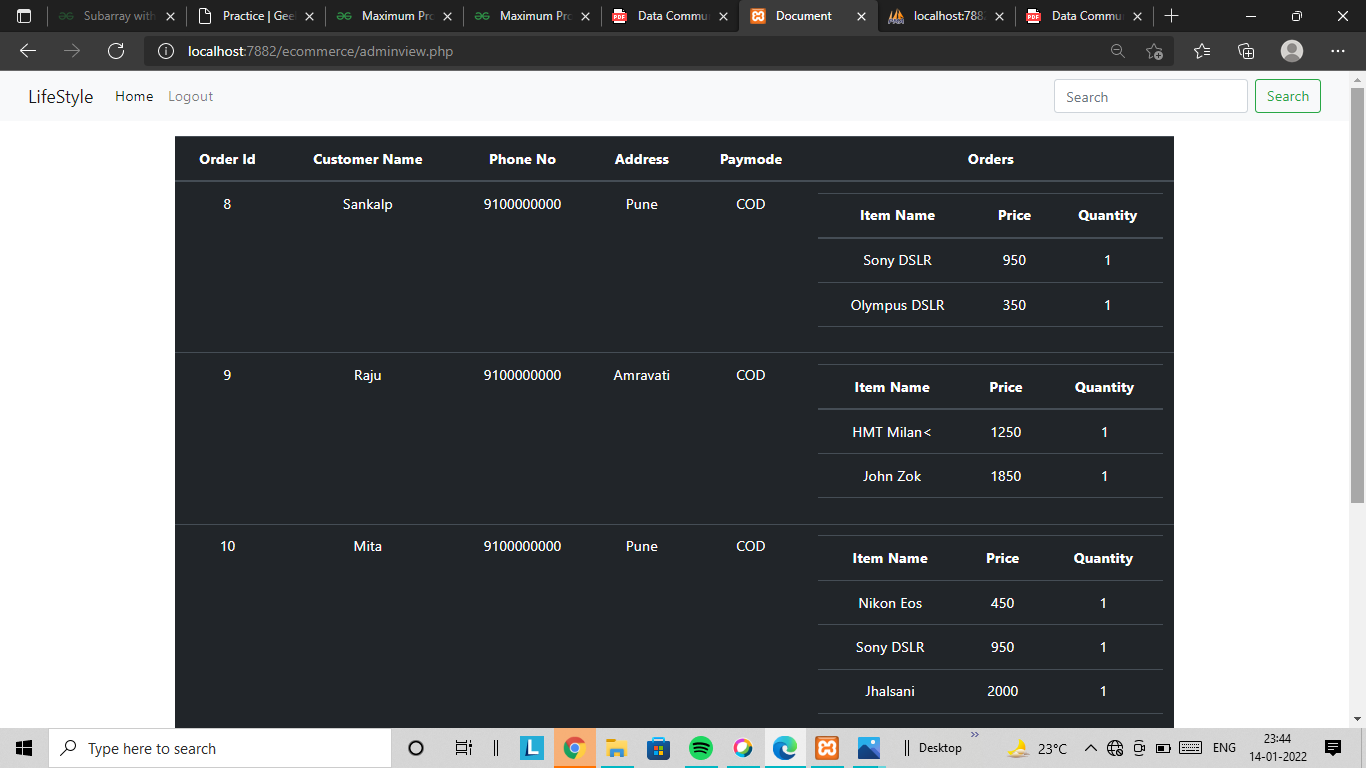 Subarray with
Practice | Gee
Maximum Pro
Maximum Pro
Data Commu
Document
localhost:788
Data Commu
localhost:7882/ecommerce/adminview.php
LifeStyle Home Logout Search Search
Order Id Customer Name Phone No Address Paymode Orders
8 Sankalp 9100000000 Pune COD
Item Name Price Quantity
Sony DSLR 950 1
Olympus DSLR 350 1
9 Raju 9100000000 Amravati COD
Item Name Price Quantity
HMT Milan< 1250 1
John Zok 1850 1
10 Mita 9100000000 Pune COD
Item Name Price Quantity
Nikon Eos 450 1
Sony DSLR 950 1
Jhalsani 2000 1
Type here to search
L
Desktop
23°C
ENG
23:44
14-01-2022